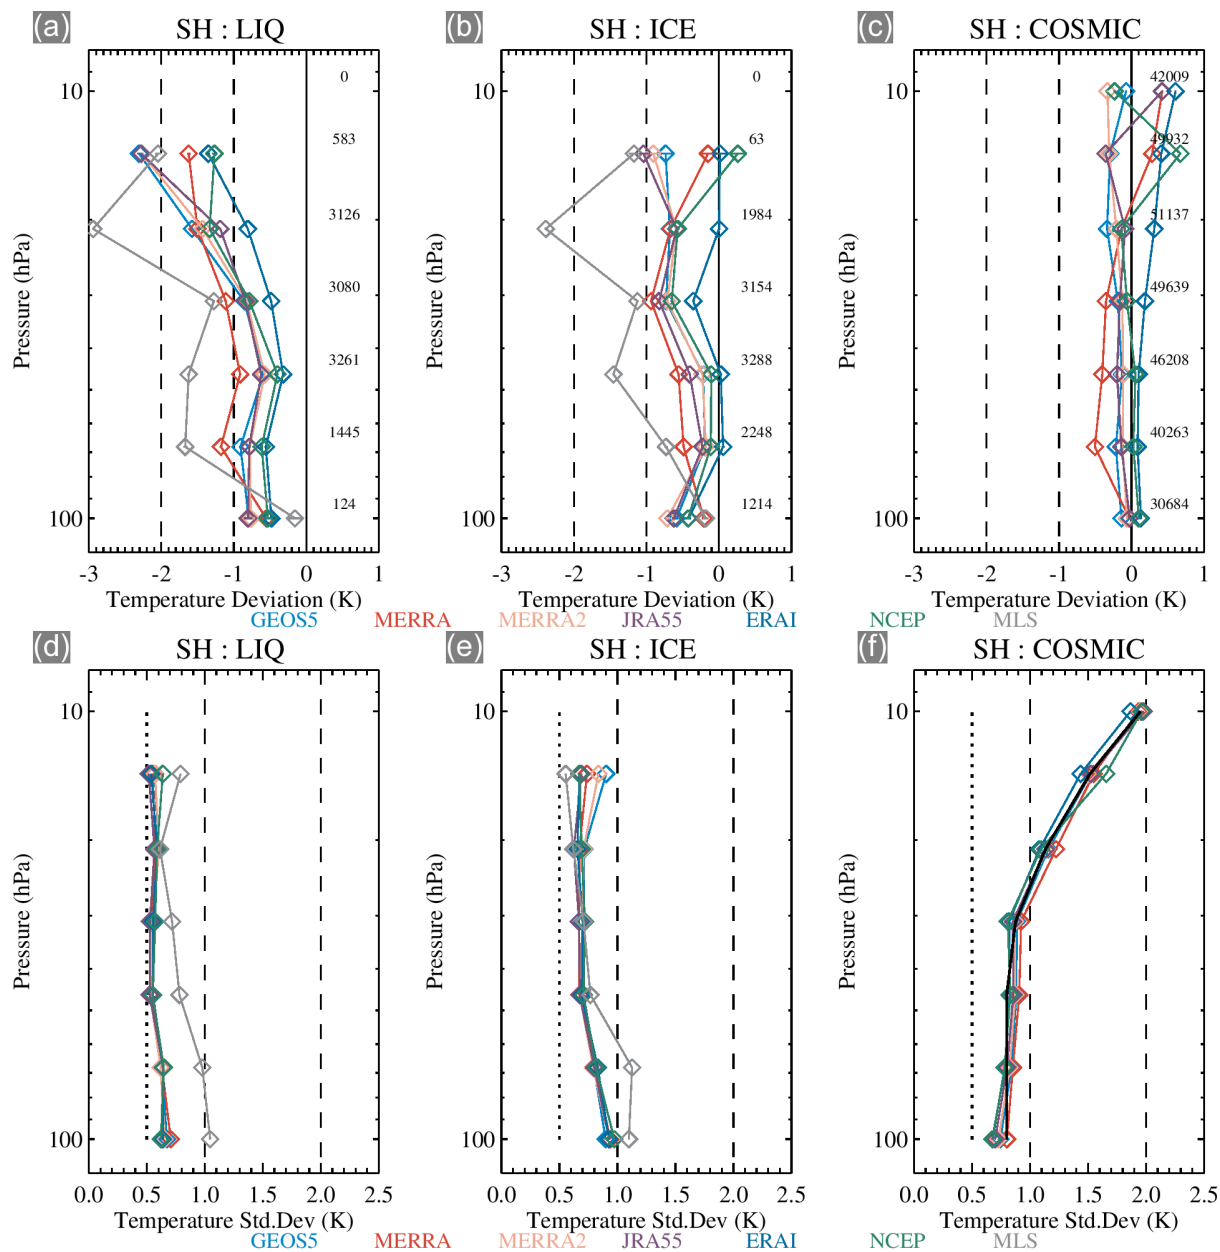 (a) SH : LIQ (b) SH : ICE (c) SH : COSMIC
0 0 42009
10 10 10
583 63 49932
3126 1984 51137
Pressure (hPa) Pressure (hPa) Pressure (hPa)
3080 3154 49639
3261 3288 46208
1445 2248 40263
124 1214 30684
100 100 100
-3 -2 -1 0 1 -3 -2 -1 0 1 -3 -2 -1 0 1
Temperature Deviation (K) Temperature Deviation (K) Temperature Deviation (K)
GEOS5 MERRA MERRA2 JRA55 ERAI NCEP MLS
(d) SH : LIQ (e) SH : ICE (f) SH : COSMIC
10 10 10
Pressure (hPa) Pressure (hPa) Pressure (hPa)
100 100 100
0.0 0.5 1.0 1.5 2.0 2.5 0.0 0.5 1.0 1.5 2.0 2.5 0.0 0.5 1.0 1.5 2.0 2.5
Temperature Std.Dev (K) Temperature Std.Dev (K) Temperature Std.Dev (K)
GEOS5 MERRA MERRA2 JRA55 ERAI NCEP MLS